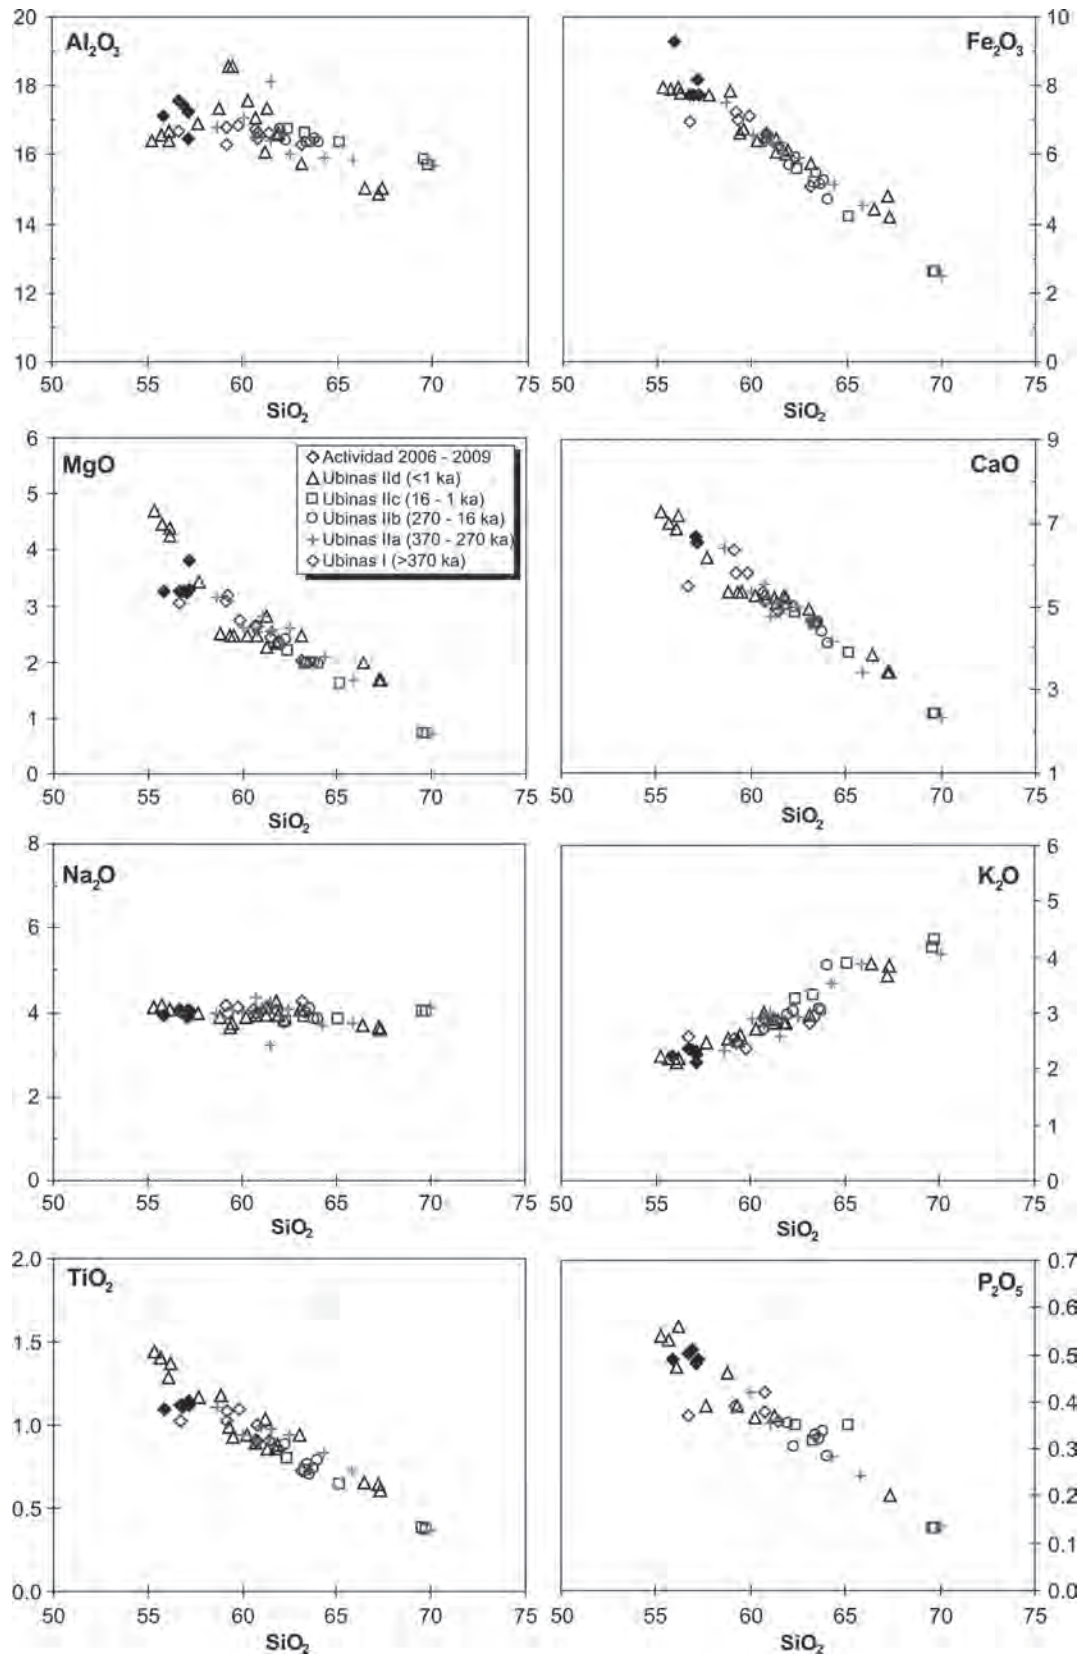 Al₂O₃
20
18
16
14
12
10
50 55 60 65 70 75
SiO₂
Fe₂O₃
10
8
6
4
2
0
50 55 60 65 70 75
SiO₂
MgO
6
5
4
3
2
1
0
50 55 60 65 70 75
SiO₂
Actividad 2006 - 2009
Ubinas IId (<1 ka)
Ubinas IIc (16 - 1 ka)
Ubinas IIb (270 - 16 ka)
Ubinas IIa (370 - 270 ka)
Ubinas I (>370 ka)
CaO
9
7
5
3
1
50 55 60 65 70 75
SiO₂
Na₂O
8
6
4
2
0
50 55 60 65 70 75
SiO₂
K₂O
6
5
4
3
2
1
0
50 55 60 65 70 75
SiO₂
TiO₂
2.0
1.5
1.0
0.5
0.0
50 55 60 65 70 75
SiO₂
P₂O₅
0.7
0.6
0.5
0.4
0.3
0.2
0.1
0.0
50 55 60 65 70 75
SiO₂